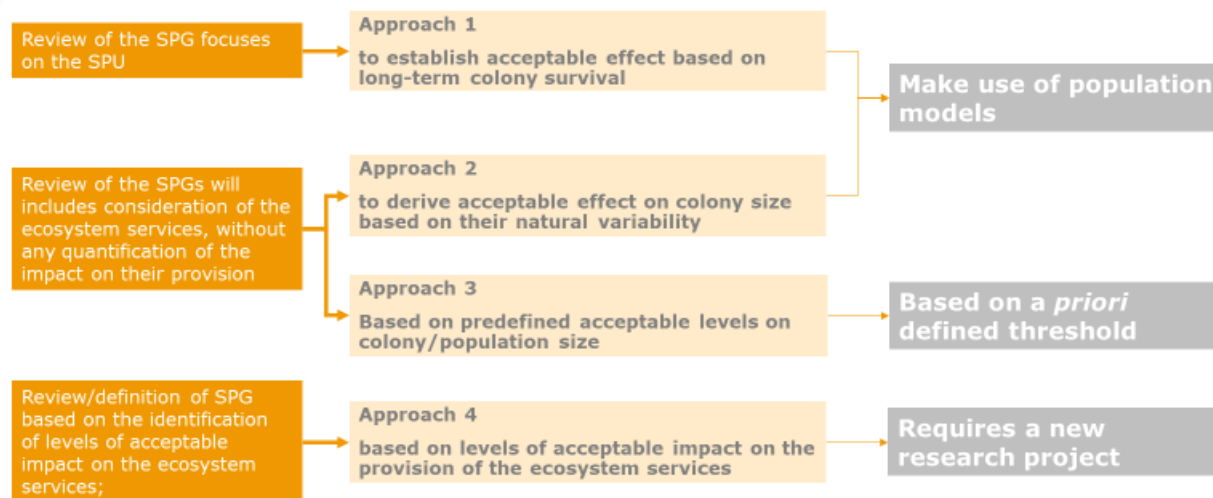 Review of the SPG focuses
on the SPU
Approach 1
to establish acceptable effect based on
long-term colony survival
Make use of population
models
Review of the SPGs will
includes consideration of the
ecosystem services, without
any quantification of the
impact on their provision
Approach 2
to derive acceptable effect on colony size
based on their natural variability
Approach 3
Based on predefined acceptable levels on
colony/population size
Based on a priori
defined threshold
Review/definition of SPG
based on the identification
of levels of acceptable
impact on the ecosystem
services;
Approach 4
based on levels of acceptable impact on the
provision of the ecosystem services
Requires a new
research project